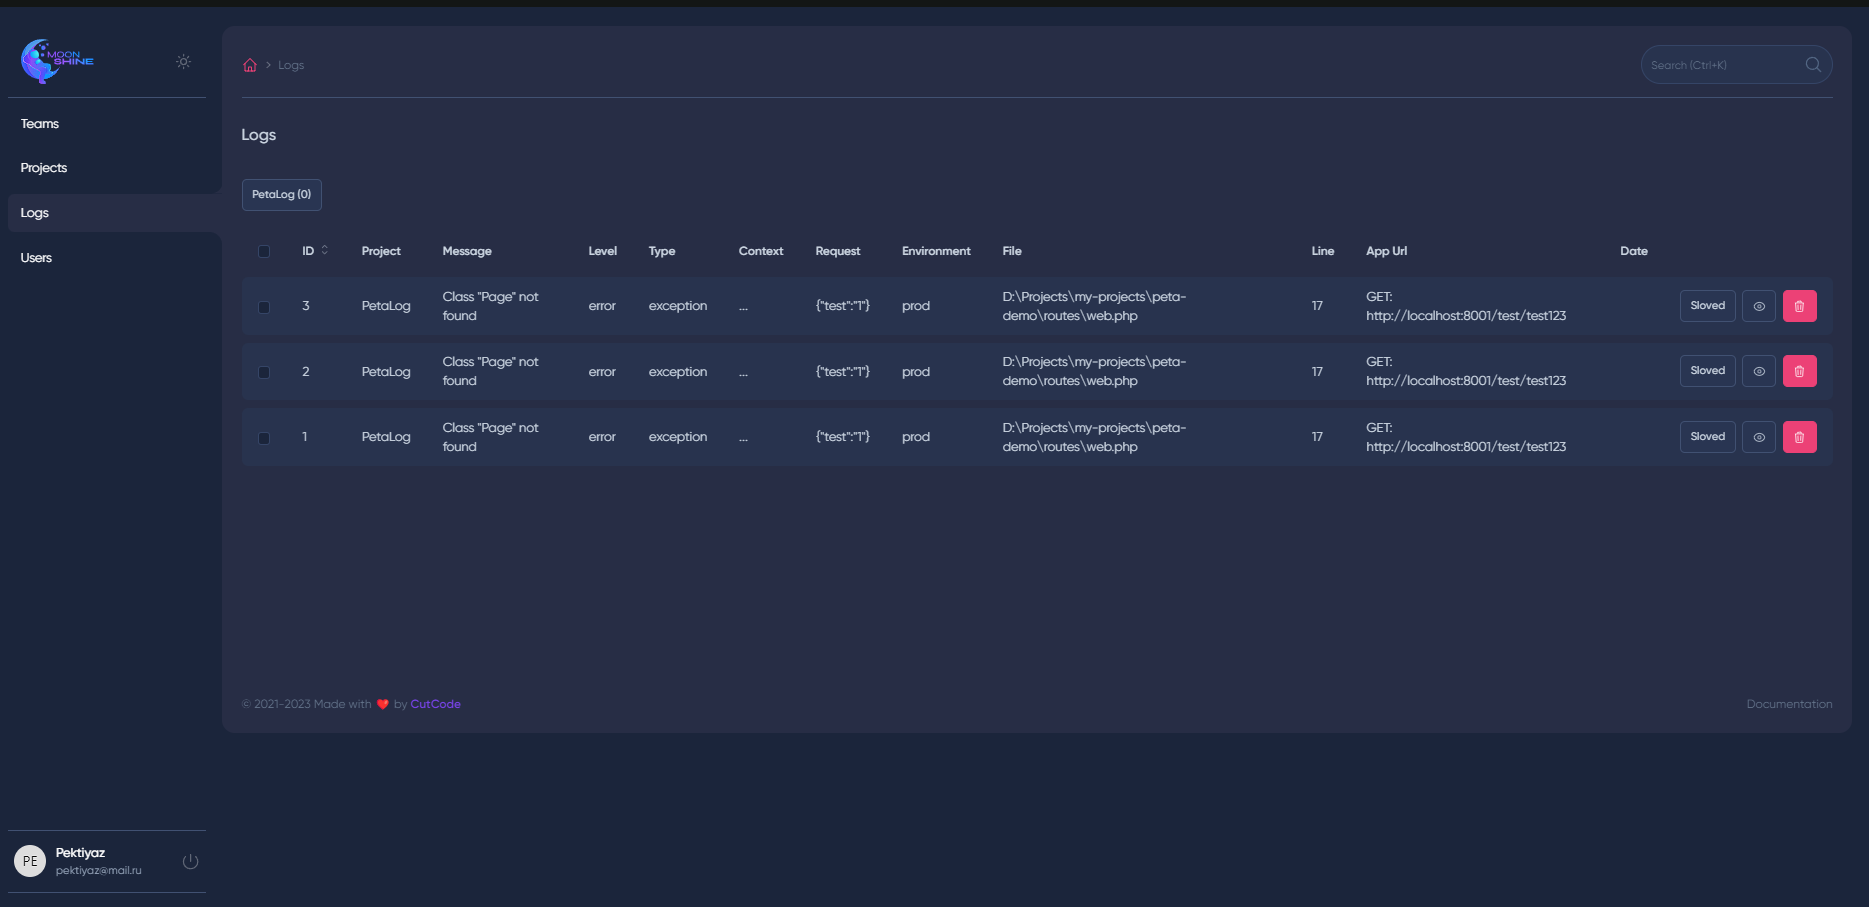 MOON
SHINE
Teams
Projects
Logs
Users
Logs
Search (Ctrl+K)
Logs
PetaLog (0)
ID Project Message Level Type Context Request Environment File Line App Url Date
3 PetaLog Class "Page" not found error exception ... {"test":"1"} prod D:\Projects\my-projects\peta-demo\routes\web.php 17 GET: http://localhost:8001/test/test123 Sloved
2 PetaLog Class "Page" not found error exception ... {"test":"1"} prod D:\Projects\my-projects\peta-demo\routes\web.php 17 GET: http://localhost:8001/test/test123 Sloved
1 PetaLog Class "Page" not found error exception ... {"test":"1"} prod D:\Projects\my-projects\peta-demo\routes\web.php 17 GET: http://localhost:8001/test/test123 Sloved
© 2021-2023 Made with ❤️ by CutCode
Documentation
PE
Pektiyaz
pektiyaz@mail.ru